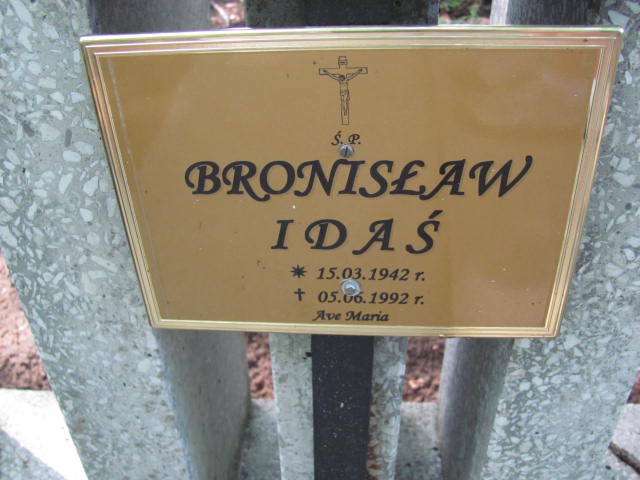 Ś. P.
BRONISŁAW
IDAŚ
* 15.03.1942 r.
✝ 05.06.1992 r.
Ave Maria